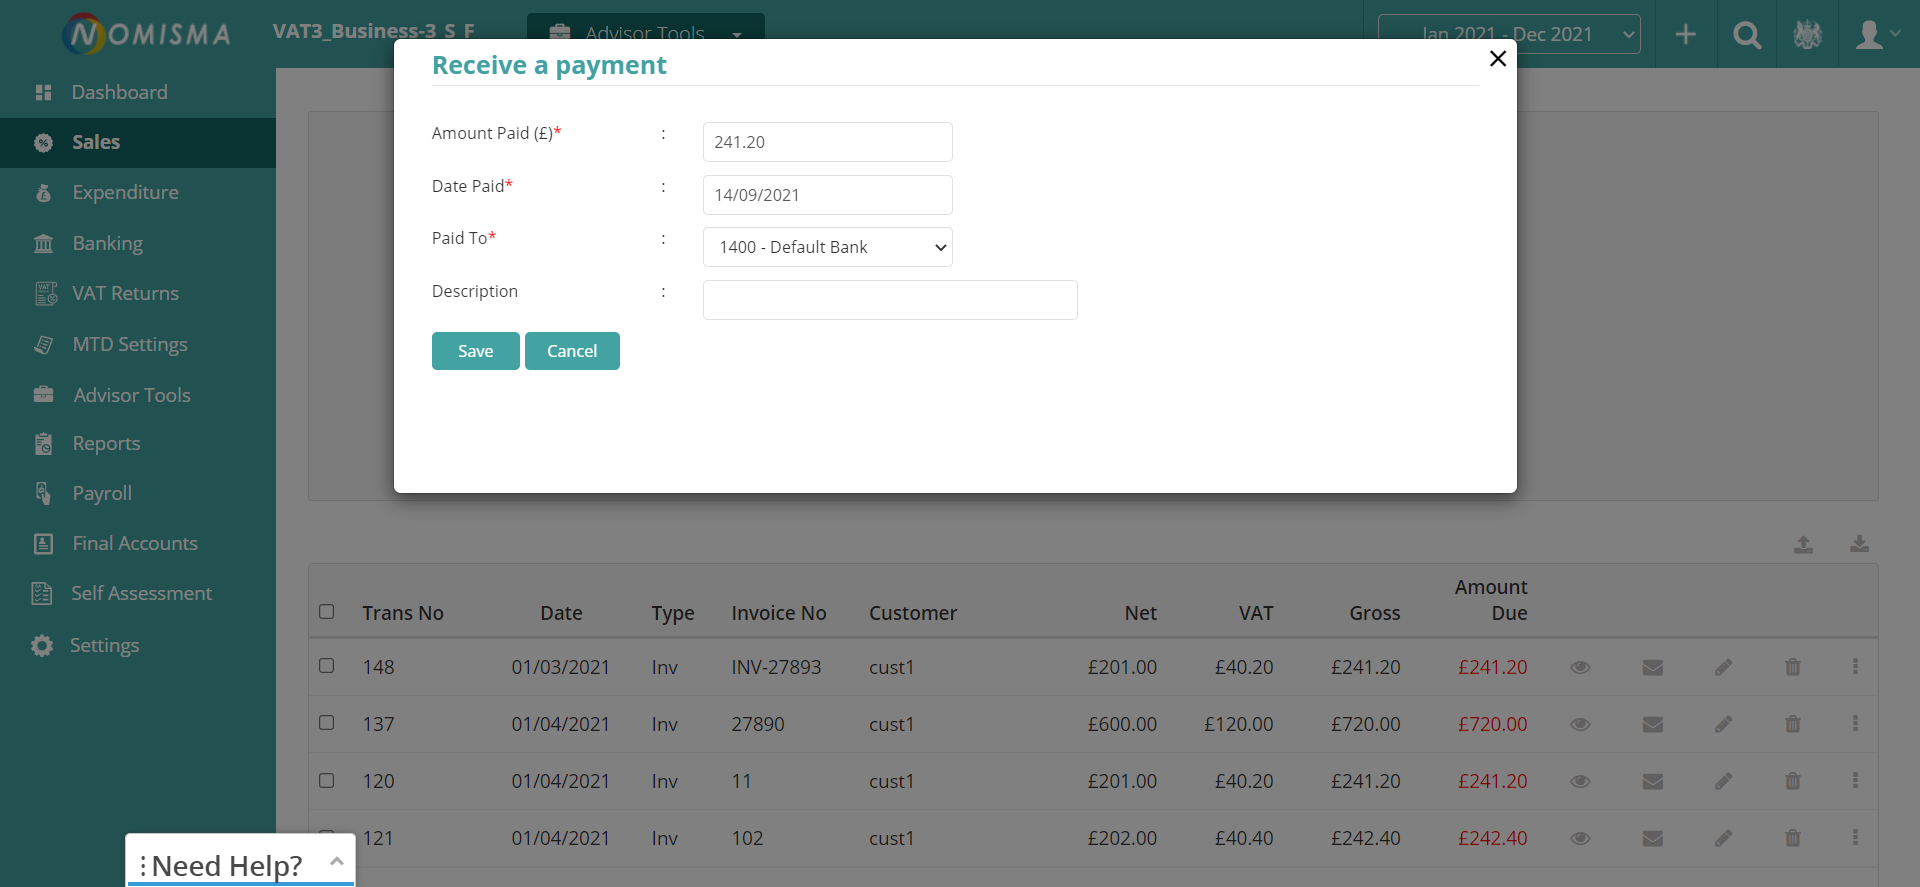 NOMISMA
VAT3_Business-3 S F
Advisor Tools
Jan 2021 - Dec 2021
Dashboard
Sales
Expenditure
Banking
VAT Returns
MTD Settings
Advisor Tools
Reports
Payroll
Final Accounts
Self Assessment
Settings
Receive a payment
Amount Paid (£)* : 241.20
Date Paid* : 14/09/2021
Paid To* : 1400 - Default Bank
Description :
Save Cancel
Trans No Date Type Invoice No Customer Net VAT Gross Amount Due
148 01/03/2021 Inv INV-27893 cust1 £201.00 £40.20 £241.20 £241.20
137 01/04/2021 Inv 27890 cust1 £600.00 £120.00 £720.00 £720.00
120 01/04/2021 Inv 11 cust1 £201.00 £40.20 £241.20 £241.20
121 01/04/2021 Inv 102 cust1 £202.00 £40.40 £242.40 £242.40
Need Help?